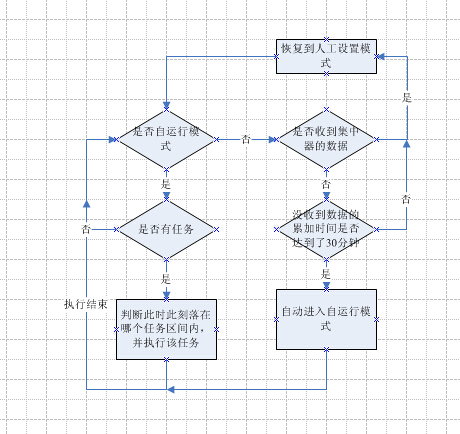 恢复到人工设置模
式
是
是否自运行模
式
否
是否收到集中
器的数据
是
否
否
是否有任务
没收到数据的
累加时间是否
达到了30分钟
否
是
是
执行结束
判断此时此刻落在
哪个任务区间内，
并执行该任务
自动进入自运行模
式